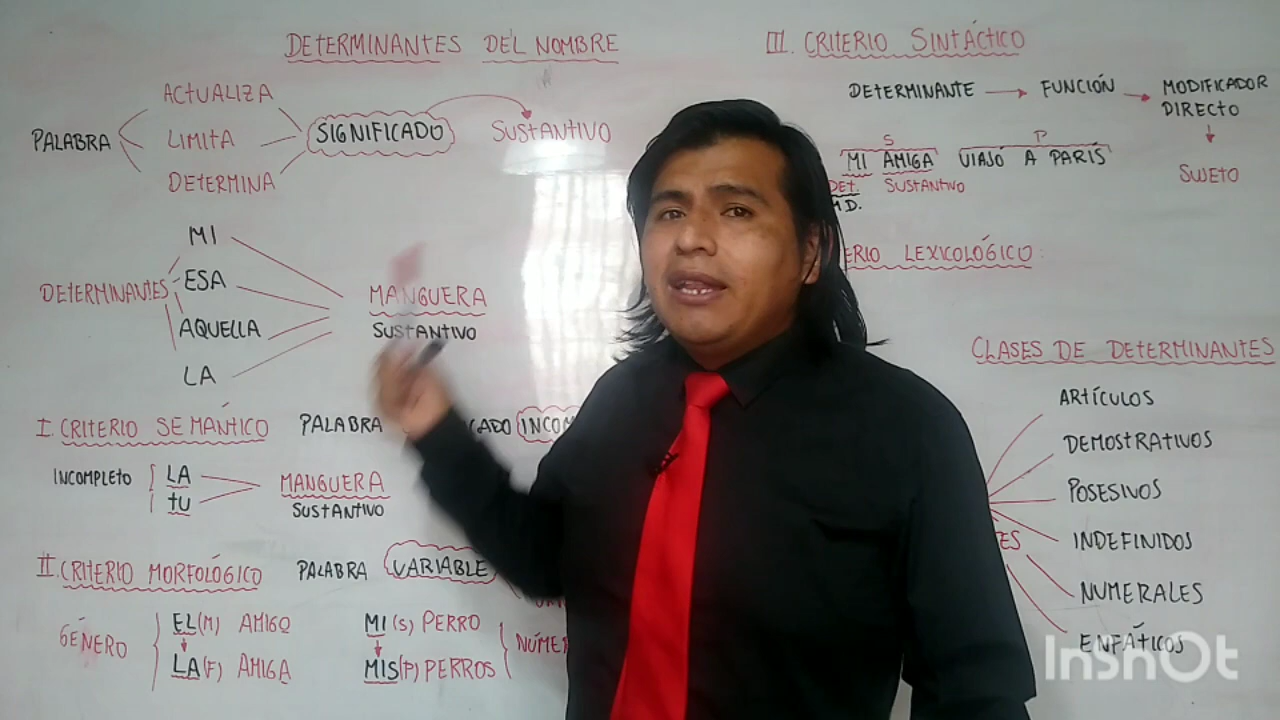 DETERMINANTES DEL NOMBRE
PALABRA
ACTUALIZA
LIMITA
DETERMINA
SIGNIFICADO
SUSTANTIVO
DETERMINANTES
MI
ESA
AQUELLA
LA
MANGUERA
SUSTANTIVO
I. CRITERIO SEMÁNTICO PALABRA
INCOMPLETO
LA
TU
MANGUERA
SUSTANTIVO
II. CRITERIO MORFOLÓGICO PALABRA VARIABLE
GÉNERO
EL(M) AMIGO
LA(F) AMIGA
MI(S) PERRO
MIS(P) PERROS
III. CRITERIO SINTÁCTICO
DETERMINANTE FUNCIÓN MODIFICADOR
DIRECTO
SUJETO
S P
MI AMIGA VIAJÓ A PARÍS
DET. SUSTANTIVO
M.D.
LEXICOLÓGICO:
CLASES DE DETERMINANTES
ARTÍCULOS
DEMOSTRATIVOS
POSESIVOS
INDEFINIDOS
NUMERALES
ENFÁTICOS
InShOt